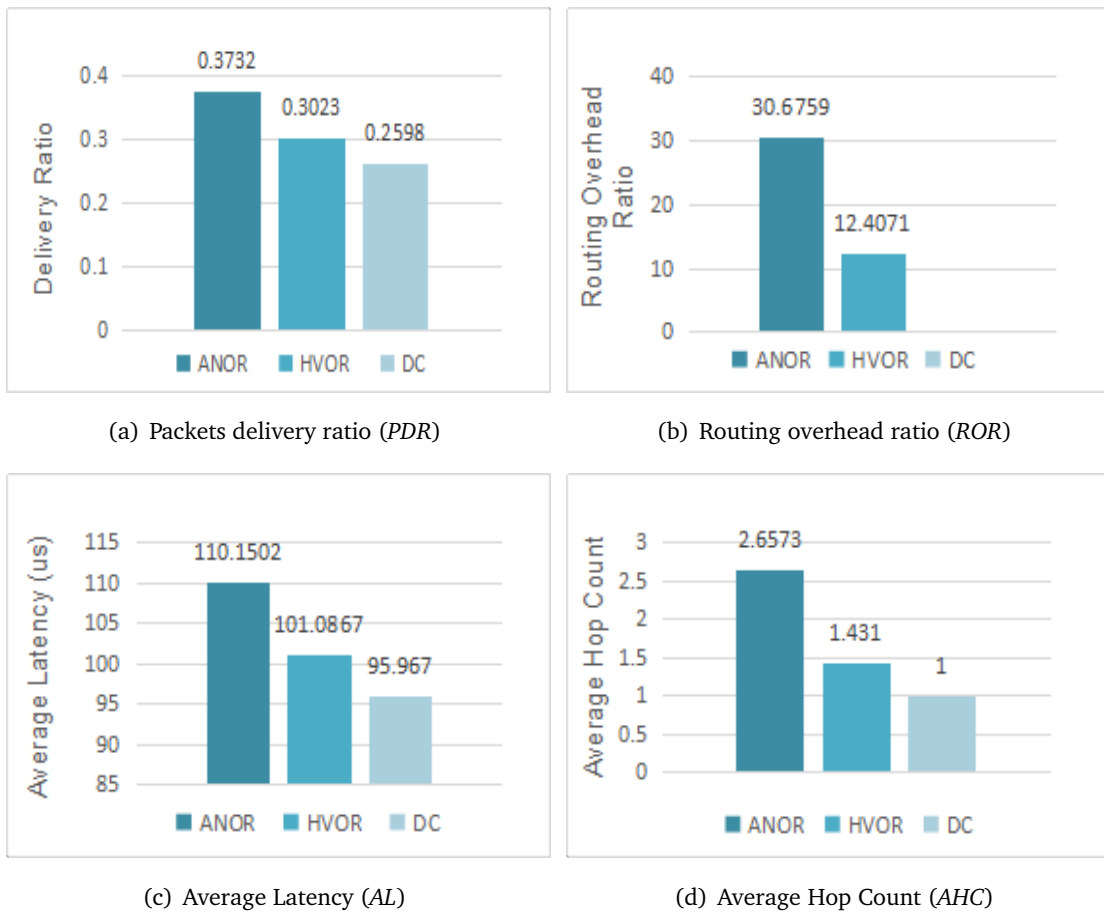 0.3732
0.4
0.3023
0.3
0.2598
0.2
0.1
0
Delivery Ratio
ANOR HVOR DC
(a) Packets delivery ratio (PDR)
40
30.6759
30
20
12.4071
10
0
Routing Overhead
Ratio
ANOR HVOR DC
(b) Routing overhead ratio (ROR)
115
110.1502
110
105
101.0867
100
95.967
95
90
85
Average Latency (us)
ANOR HVOR DC
(c) Average Latency (AL)
3
2.6573
2.5
2
1.431
1.5
1
1
0.5
0
Average Hop Count
ANOR HVOR DC
(d) Average Hop Count (AHC)